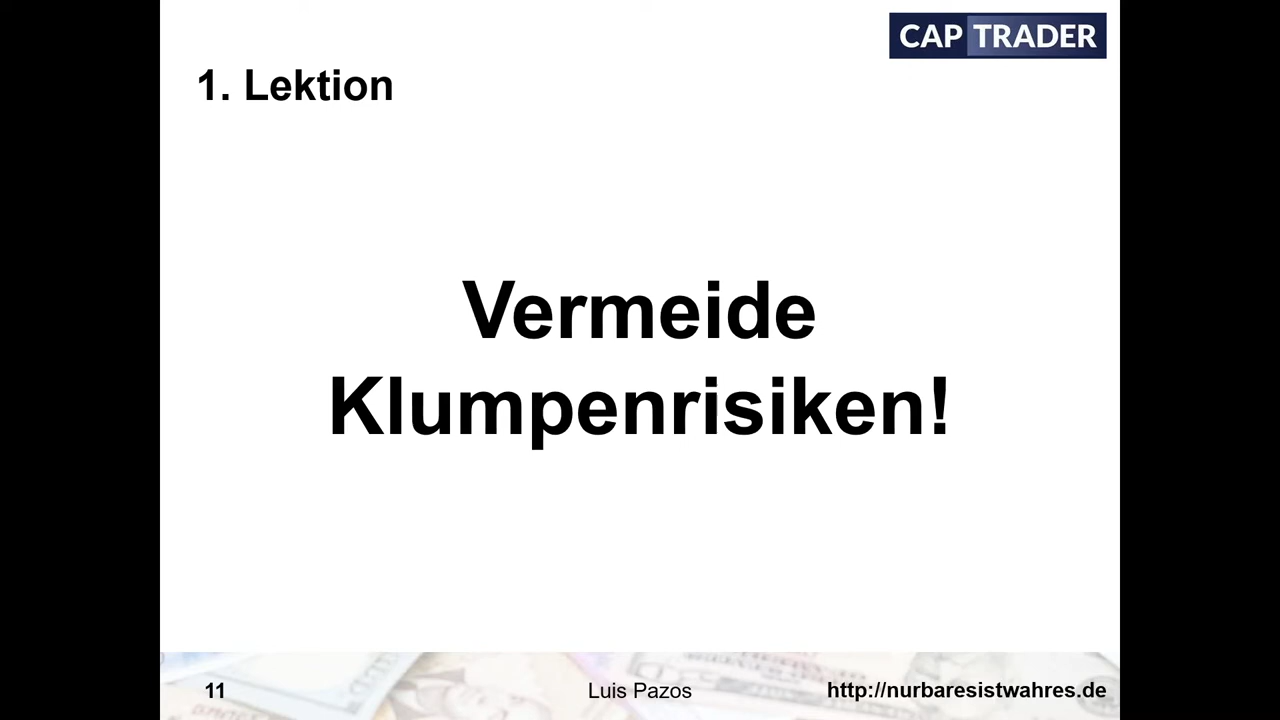 CAP TRADER
1. Lektion
Vermeide
Klumpenrisiken!
11 Luis Pazos http://nurbaresistwahres.de